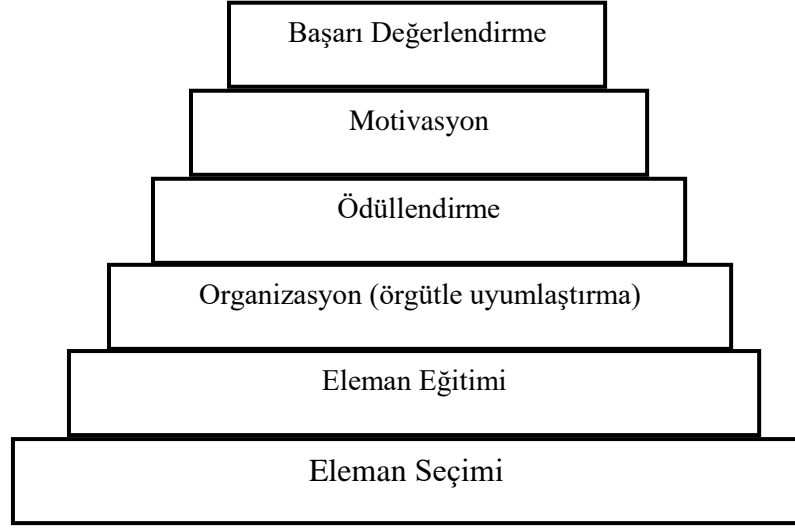 Başarı Değerlendirme
Motivasyon
Ödüllendirme
Organizasyon (örgütle uyumlaştırma)
Eleman Eğitimi
Eleman Seçimi